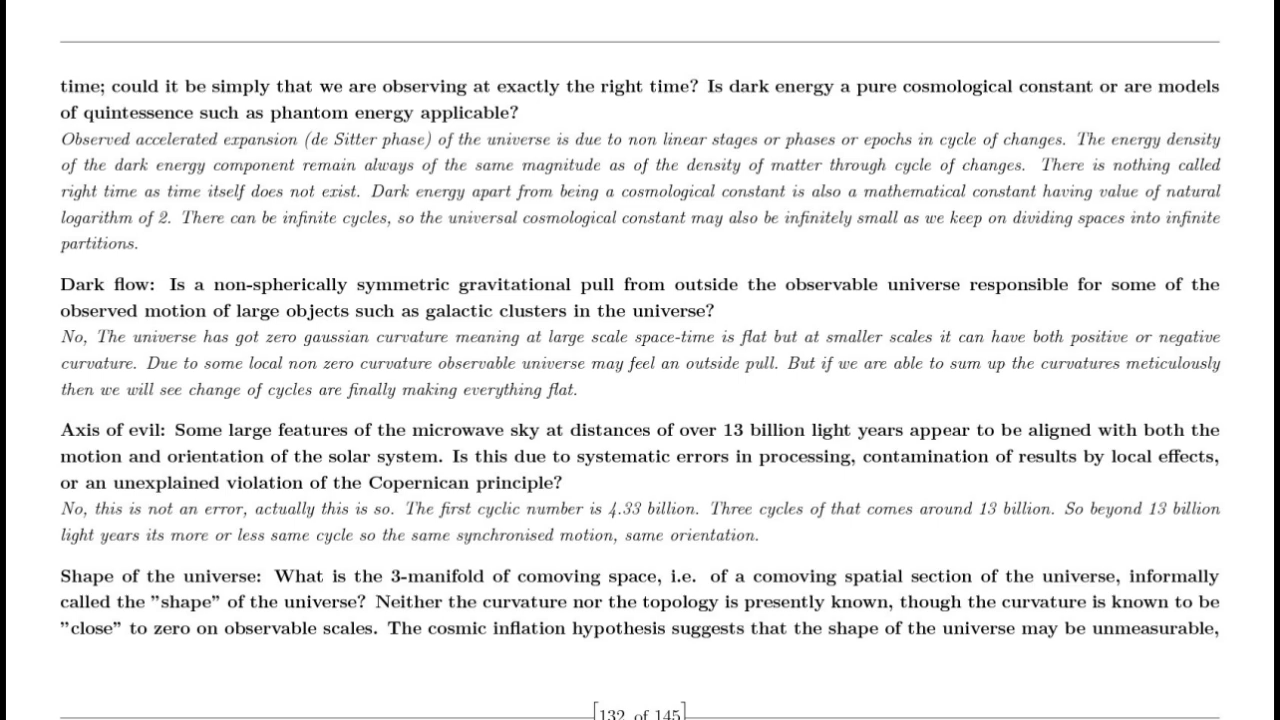 time; could it be simply that we are observing at exactly the right time? Is dark energy a pure cosmological constant or are models
of quintessence such as phantom energy applicable?
Observed accelerated expansion (de Sitter phase) of the universe is due to non linear stages or phases or epochs in cycle of changes. The energy density
of the dark energy component remain always of the same magnitude as of the density of matter through cycle of changes. There is nothing called
right time as time itself does not exist. Dark energy apart from being a cosmological constant is also a mathematical constant having value of natural
logarithm of 2. There can be infinite cycles, so the universal cosmological constant may also be infinitely small as we keep on dividing spaces into infinite
partitions.
Dark flow: Is a non-spherically symmetric gravitational pull from outside the observable universe responsible for some of the
observed motion of large objects such as galactic clusters in the universe?
No, The universe has got zero gaussian curvature meaning at large scale space-time is flat but at smaller scales it can have both positive or negative
curvature. Due to some local non zero curvature observable universe may feel an outside pull. But if we are able to sum up the curvatures meticulously
then we will see change of cycles are finally making everything flat.
Axis of evil: Some large features of the microwave sky at distances of over 13 billion light years appear to be aligned with both the
motion and orientation of the solar system. Is this due to systematic errors in processing, contamination of results by local effects,
or an unexplained violation of the Copernican principle?
No, this is not an error, actually this is so. The first cyclic number is 4.33 billion. Three cycles of that comes around 13 billion. So beyond 13 billion
light years its more or less same cycle so the same synchronised motion, same orientation.
Shape of the universe: What is the 3-manifold of comoving space, i.e. of a comoving spatial section of the universe, informally
called the ”shape” of the universe? Neither the curvature nor the topology is presently known, though the curvature is known to be
”close” to zero on observable scales. The cosmic inflation hypothesis suggests that the shape of the universe may be unmeasurable,
[132 of 145]